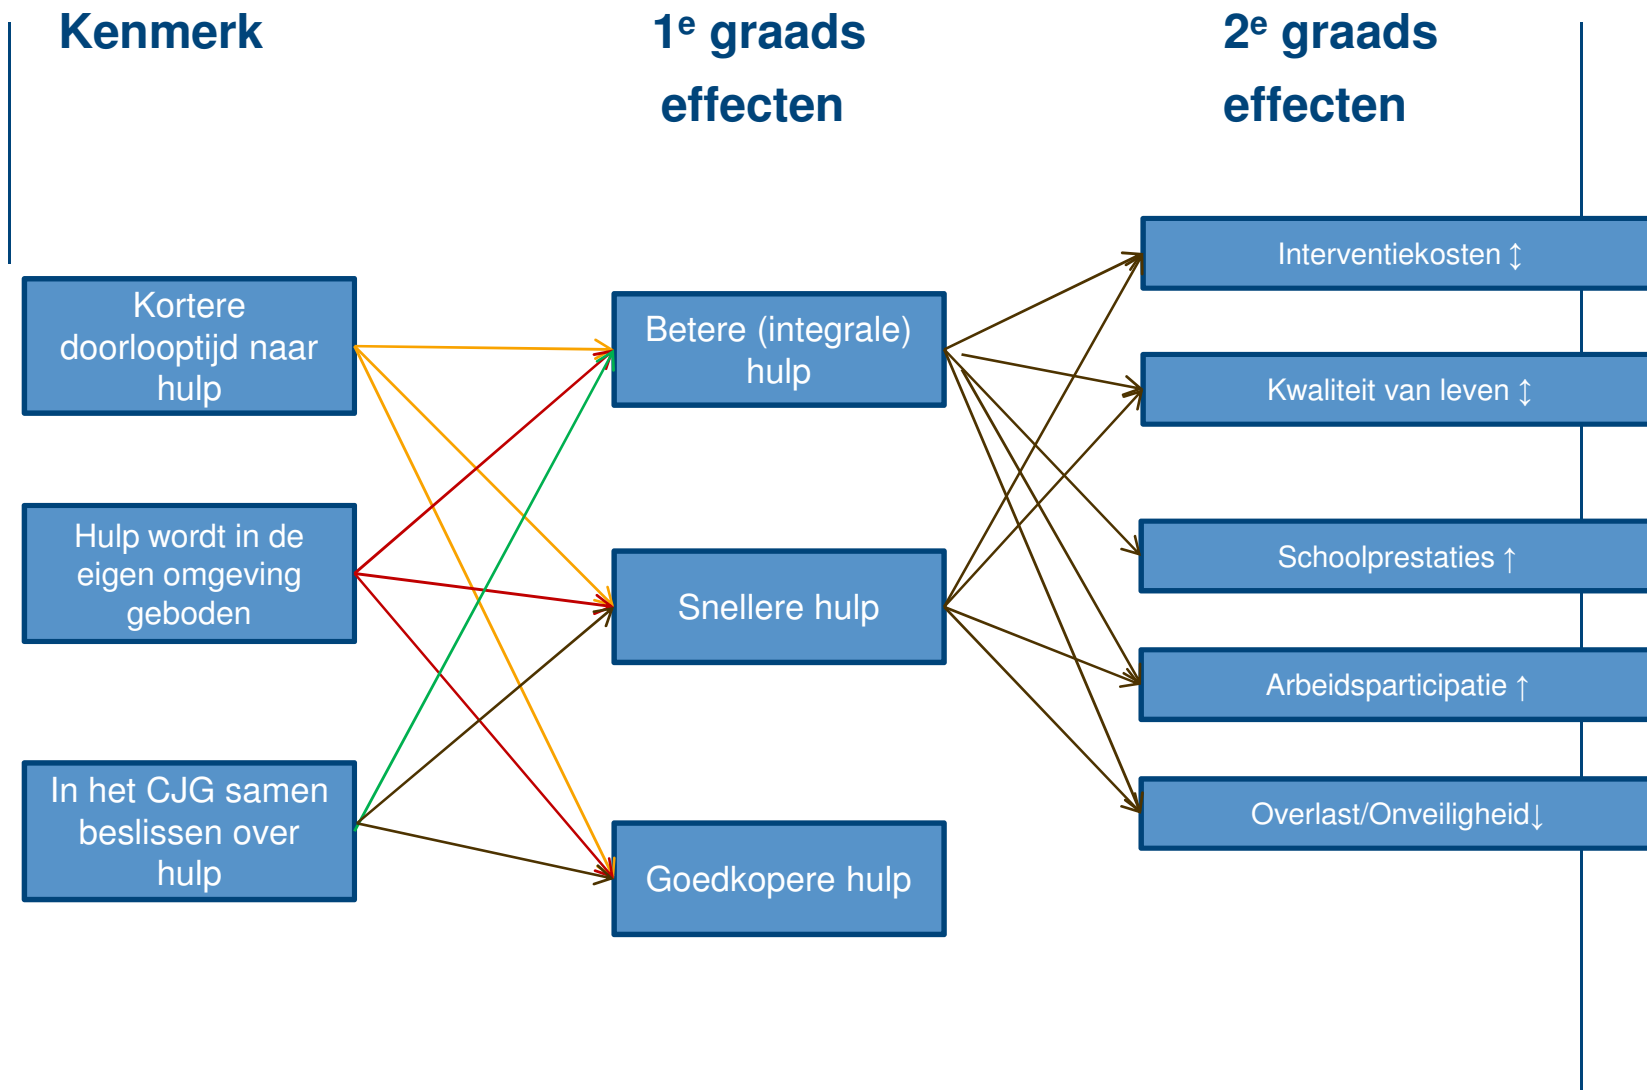 Kenmerk
1e graads
effecten
2e graads
effecten
Kortere
doorlooptijd naar
hulp
Hulp wordt in de
eigen omgeving
geboden
In het CJG samen
beslissen over
hulp
Betere (integrale)
hulp
Snellere hulp
Goedkopere hulp
Interventiekosten ↕
Kwaliteit van leven ↕
Schoolprestaties ↑
Arbeidsparticipatie ↑
Overlast/Onveiligheid↓